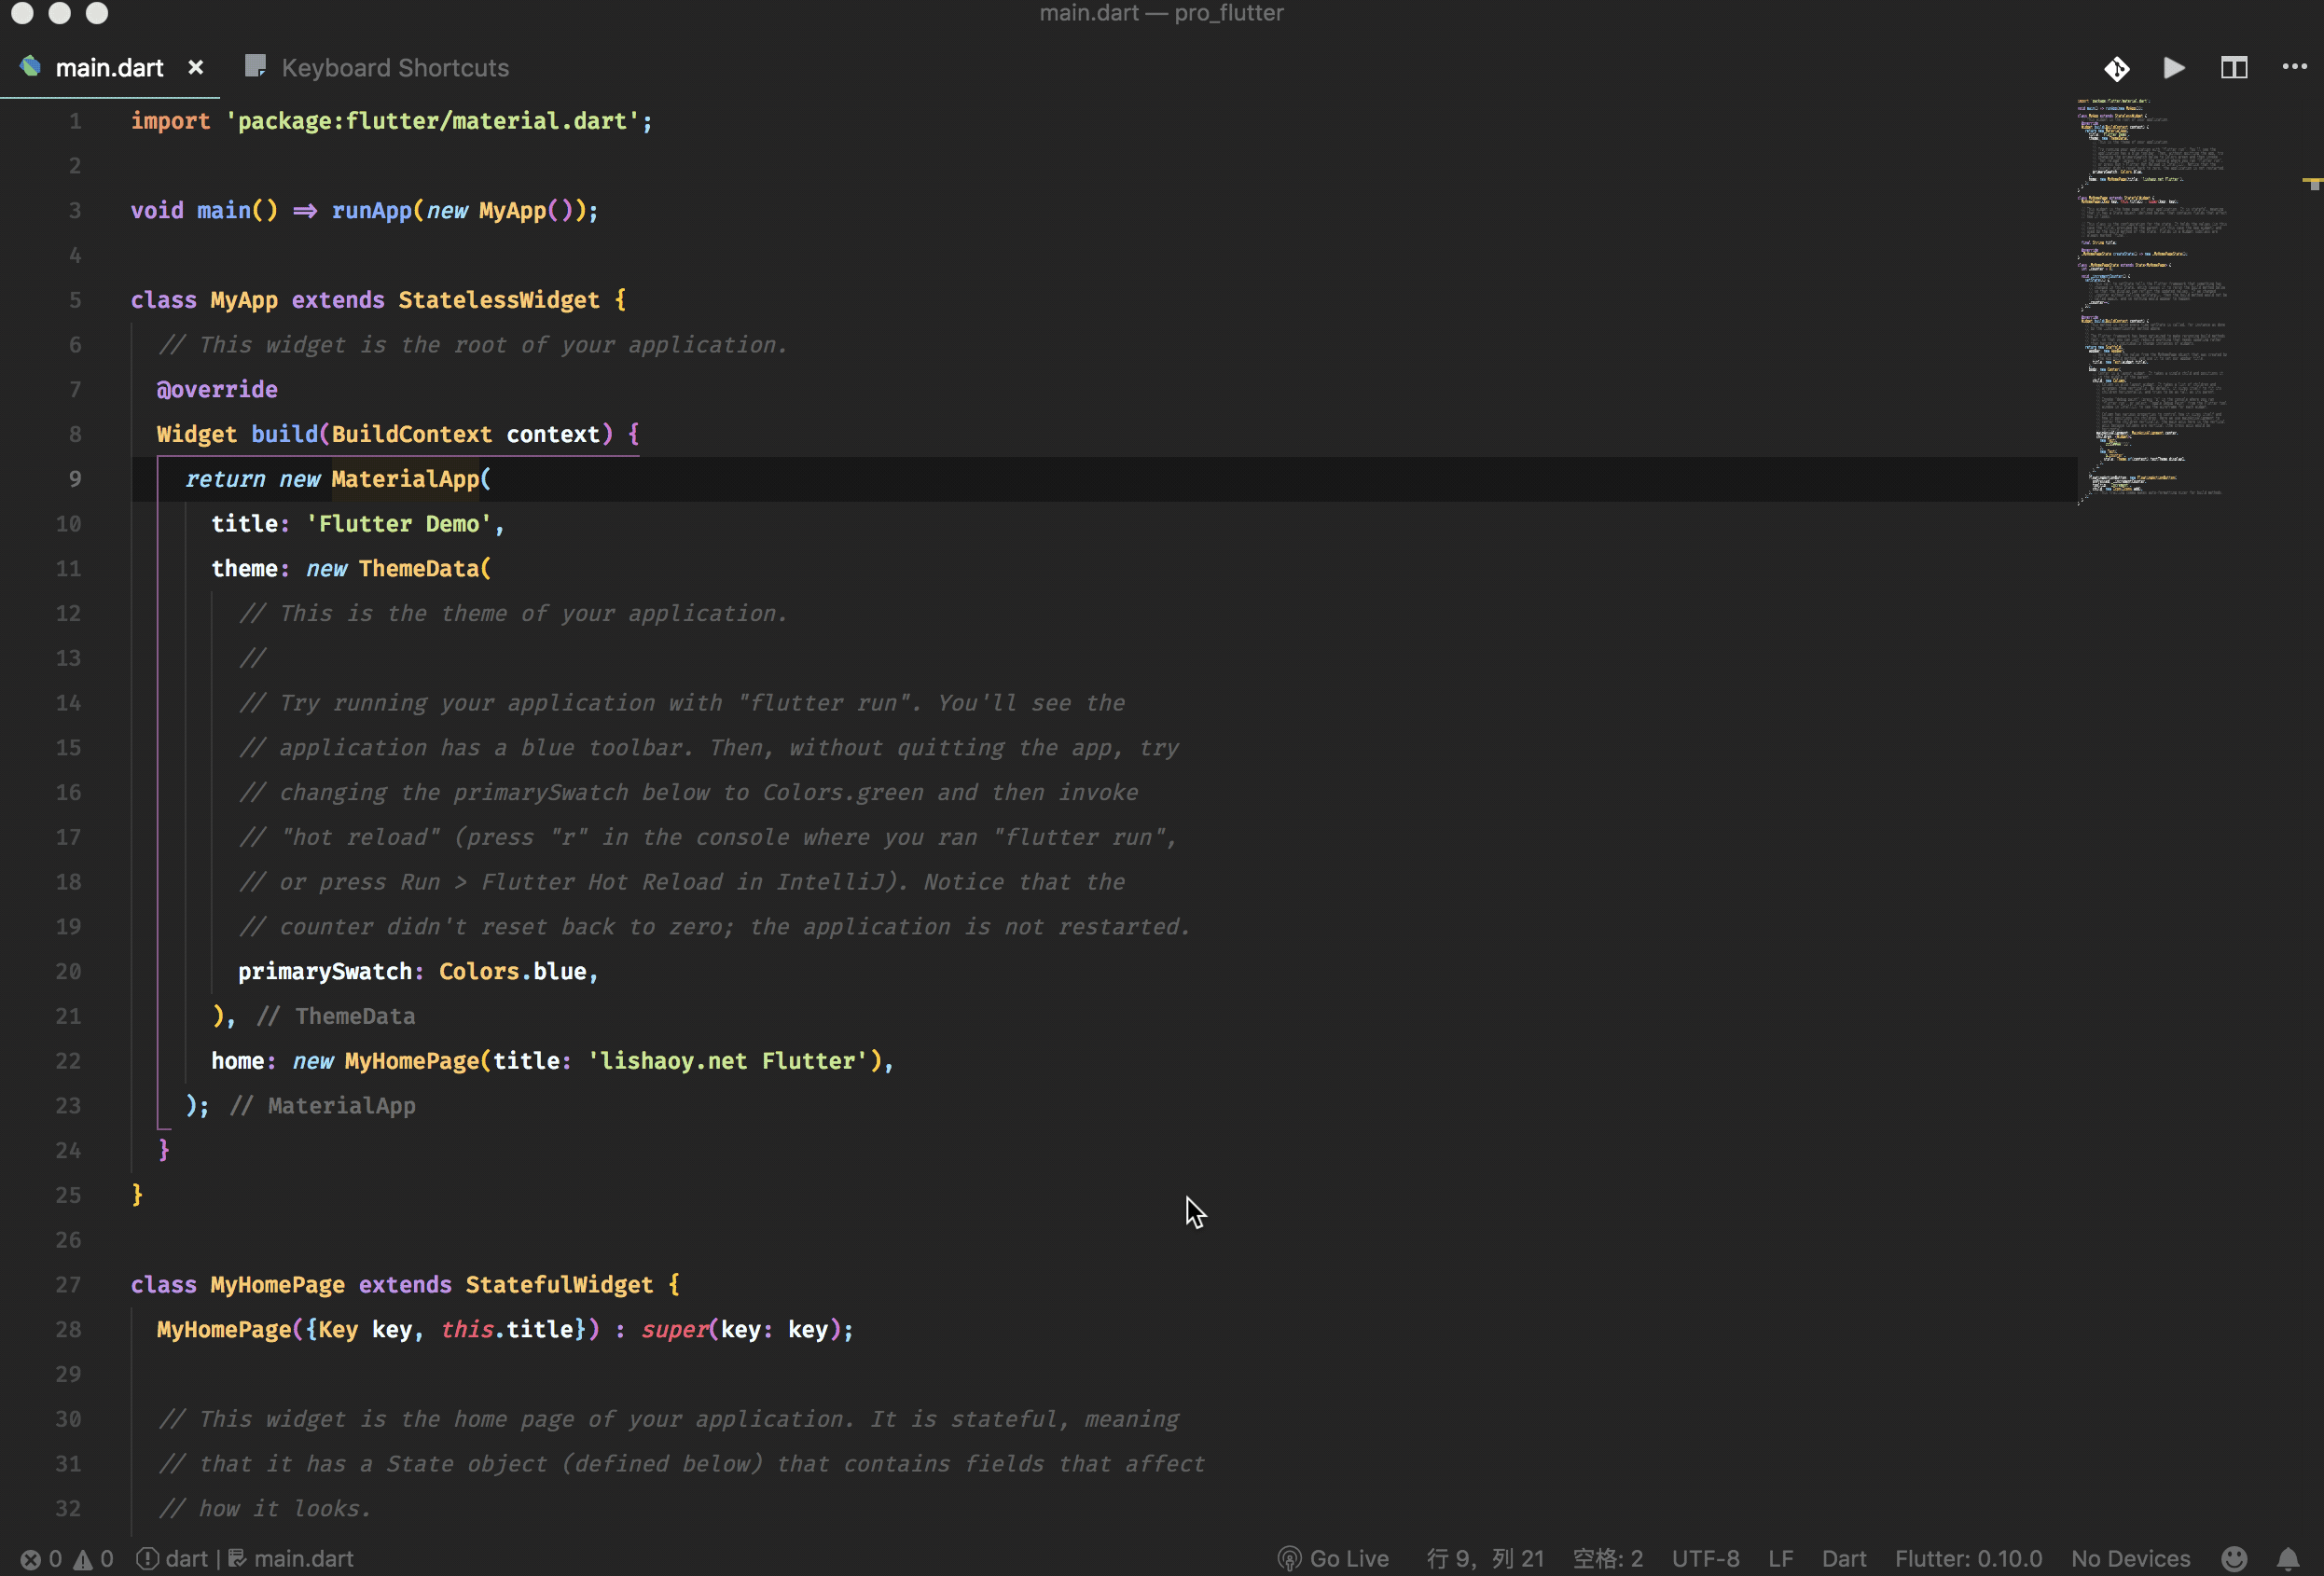 main.dart — pro_flutter
main.dart × Keyboard Shortcuts
1 import 'package:flutter/material.dart';
2
3 void main() => runApp(new MyApp());
4
5 class MyApp extends StatelessWidget {
6 // This widget is the root of your application.
7 @override
8 Widget build(BuildContext context) {
9 return new MaterialApp(
10 title: 'Flutter Demo',
11 theme: new ThemeData(
12 // This is the theme of your application.
13 //
14 // Try running your application with "flutter run". You'll see the
15 // application has a blue toolbar. Then, without quitting the app, try
16 // changing the primarySwatch below to Colors.green and then invoke
17 // "hot reload" (press "r" in the console where you ran "flutter run",
18 // or press Run > Flutter Hot Reload in IntelliJ). Notice that the
19 // counter didn't reset back to zero; the application is not restarted.
20 primarySwatch: Colors.blue,
21 ), // ThemeData
22 home: new MyHomePage(title: 'lishaoy.net Flutter'),
23 ); // MaterialApp
24 }
25 }
26
27 class MyHomePage extends StatefulWidget {
28 MyHomePage({Key key, this.title}) : super(key: key);
29
30 // This widget is the home page of your application. It is stateful, meaning
31 // that it has a State object (defined below) that contains fields that affect
32 // how it looks.
0 0 dart | main.dart Go Live 行 9，列 21 空格: 2 UTF-8 LF Dart Flutter: 0.10.0 No Devices